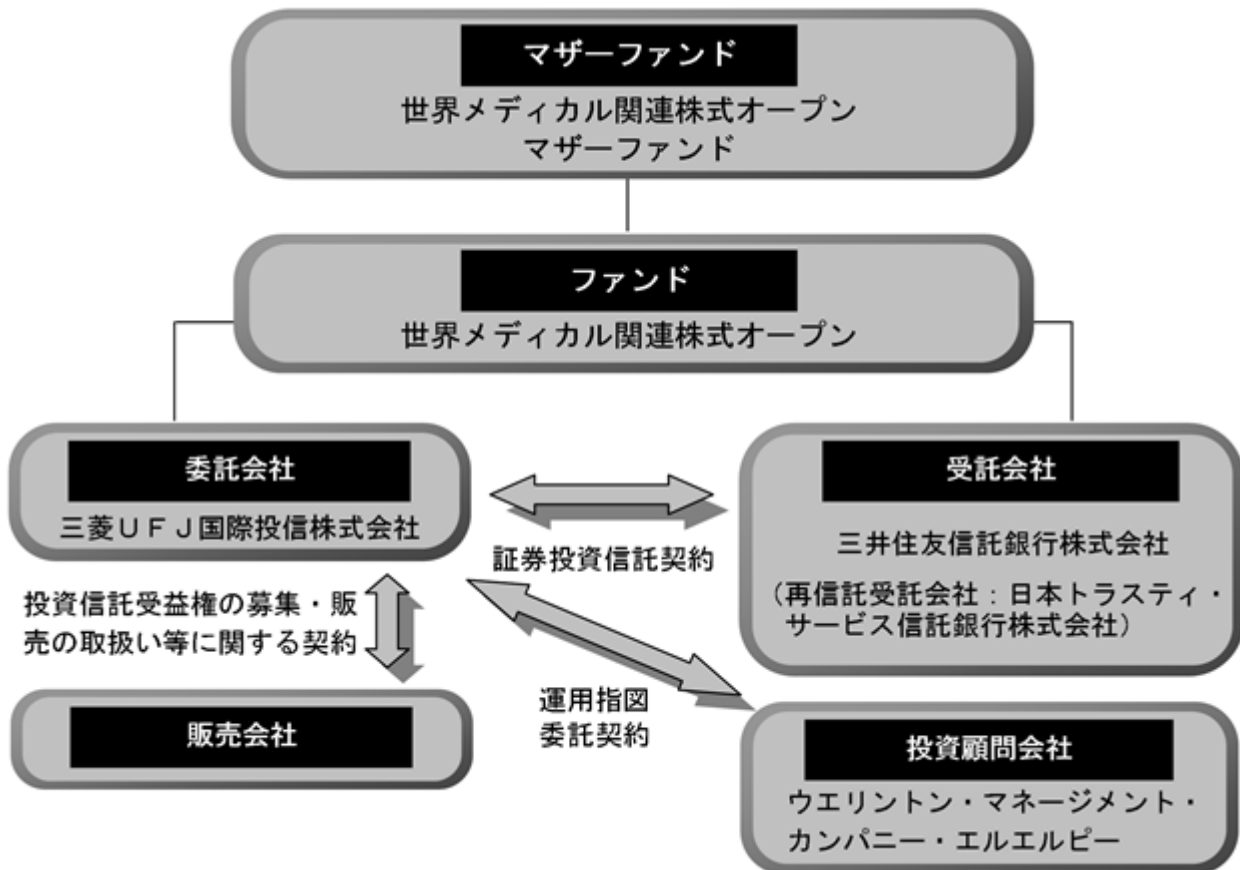 マザーファンド
世界メディカル関連株式オープン
マザーファンド
ファンド
世界メディカル関連株式オープン
委託会社
三菱ＵＦＪ国際投信株式会社
証券投資信託契約
受託会社
三井住友信託銀行株式会社
（再信託受託会社：日本トラスティ・
サービス信託銀行株式会社）
投資信託受益権の募集・販
売の取扱い等に関する契約
販売会社
運用指図
委託契約
投資顧問会社
ウエリントン・マネージメント・
カンパニー・エルエルピー